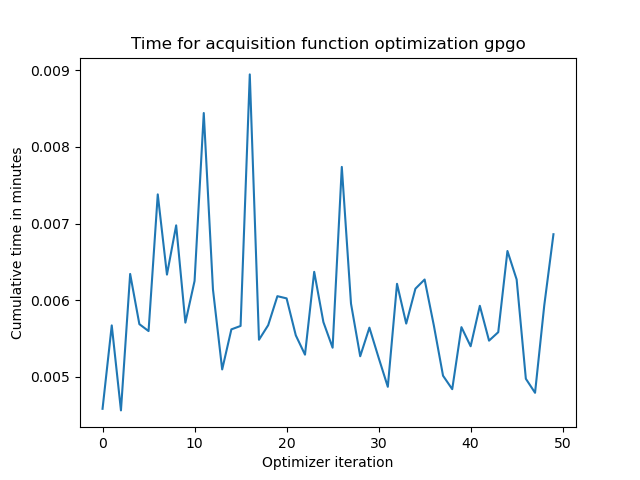 Time for acquisition function optimization gpgo
0.009
0.008
0.007
0.006
0.005
Cumulative time in minutes
0 10 20 30 40 50
Optimizer iteration